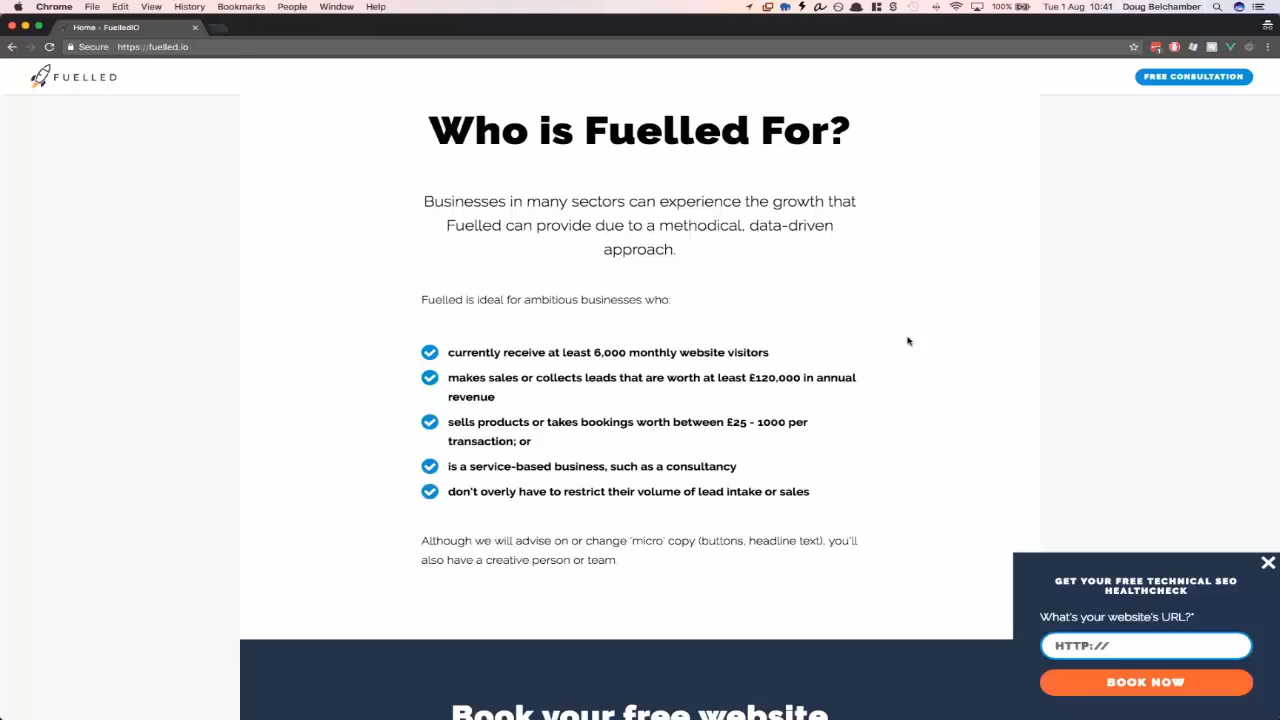 Chrome File Edit View History Bookmarks People Window Help 100% Tue 1 Aug 10:41 Doug Belchamber
Home - FuelledIO
Secure https://fuelled.io
FUELLED
FREE CONSULTATION
Who is Fuelled For?
Businesses in many sectors can experience the growth that
Fuelled can provide due to a methodical, data-driven
approach.
Fuelled is ideal for ambitious businesses who:
currently receive at least 6,000 monthly website visitors
makes sales or collects leads that are worth at least £120,000 in annual
revenue
sells products or takes bookings worth between £25 - 1000 per
transaction; or
is a service-based business, such as a consultancy
don't overly have to restrict their volume of lead intake or sales
Although we will advise on or change 'micro' copy (buttons, headline text), you'll
also have a creative person or team.
GET YOUR FREE TECHNICAL SEO
HEALTHCHECK
What's your website's URL?*
HTTP://
BOOK NOW
Book your free website